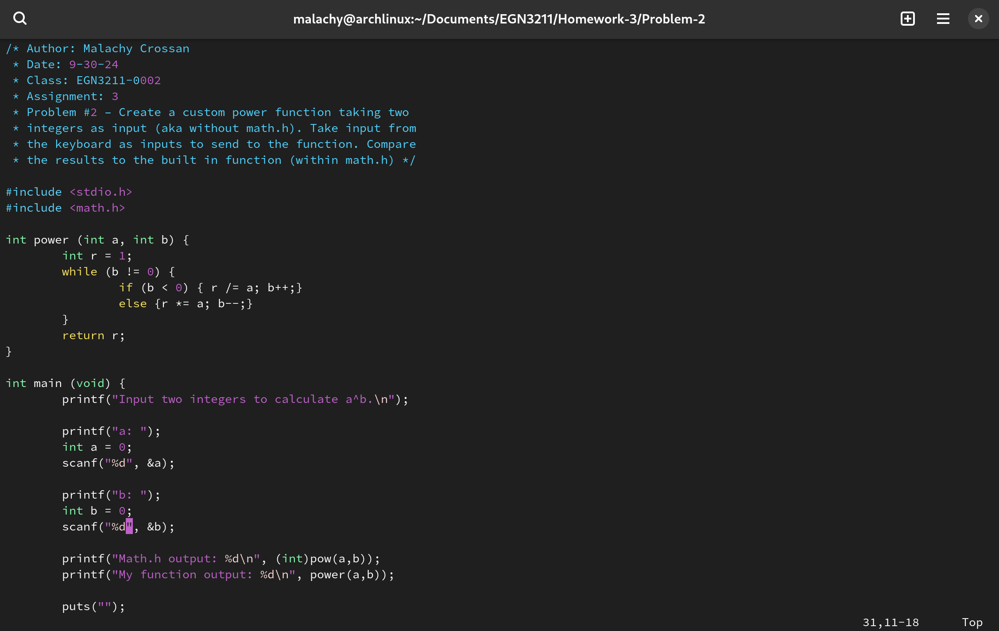 malachy@archlinux:~/Documents/EGN3211/Homework-3/Problem-2
/* Author: Malachy Crossan
 * Date: 9-30-24
 * Class: EGN3211-0002
 * Assignment: 3
 * Problem #2 – Create a custom power function taking two
 * integers as input (aka without math.h). Take input from
 * the keyboard as inputs to send to the function. Compare
 * the results to the built in function (within math.h) */

#include <stdio.h>
#include <math.h>

int power (int a, int b) {
        int r = 1;
        while (b != 0) {
                if (b < 0) { r /= a; b++;}
                else {r *= a; b--;}
        }
        return r;
}

int main (void) {
        printf("Input two integers to calculate a^b.\n");

        printf("a: ");
        int a = 0;
        scanf("%d", &a);

        printf("b: ");
        int b = 0;
        scanf("%d", &b);

        printf("Math.h output: %d\n", (int)pow(a,b));
        printf("My function output: %d\n", power(a,b));

        puts("");
31,11-18 Top